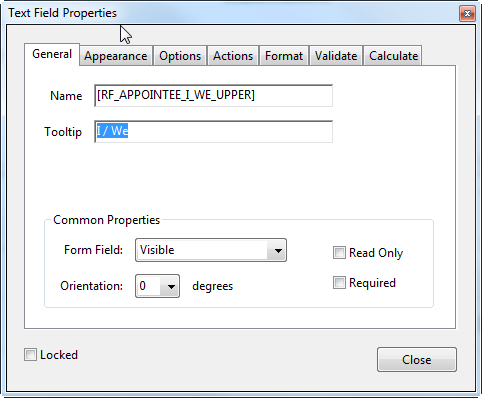 Text Field Properties
General Appearance Options Actions Format Validate Calculate
Name [RF_APPOINTEE_I_WE_UPPER]
Tooltip I / We
Common Properties
Form Field: Visible Read Only
Orientation: 0 degrees Required
Locked Close